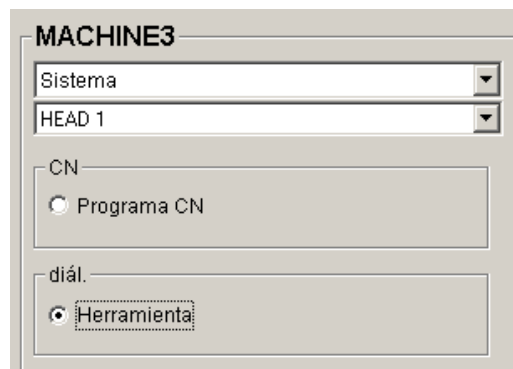 MACHINE3
Sistema
HEAD 1
CN
Programa CN
diál.
Herramienta